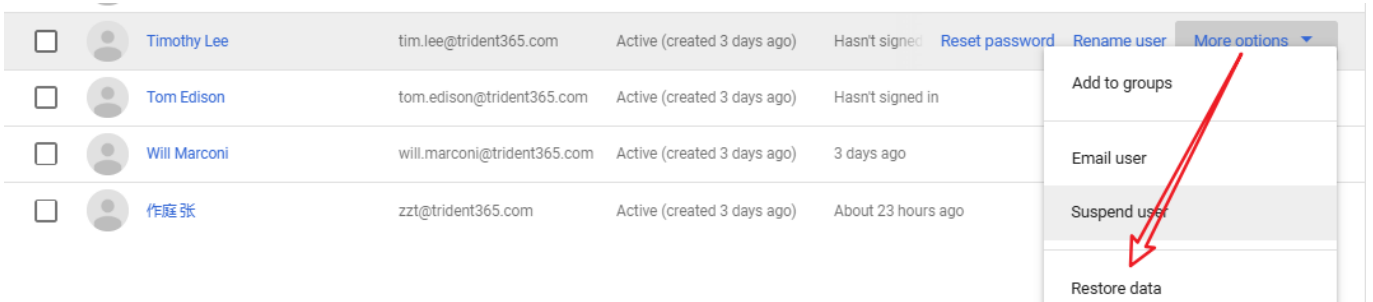 Timothy Lee tim.lee@trident365.com Active (created 3 days ago) Hasn't signed Reset password Rename user More options
Add to groups
Tom Edison tom.edison@trident365.com Active (created 3 days ago) Hasn't signed in
Will Marconi will.marconi@trident365.com Active (created 3 days ago) 3 days ago
Email user
作庭 张 zzt@trident365.com Active (created 3 days ago) About 23 hours ago
Suspend user
Restore data